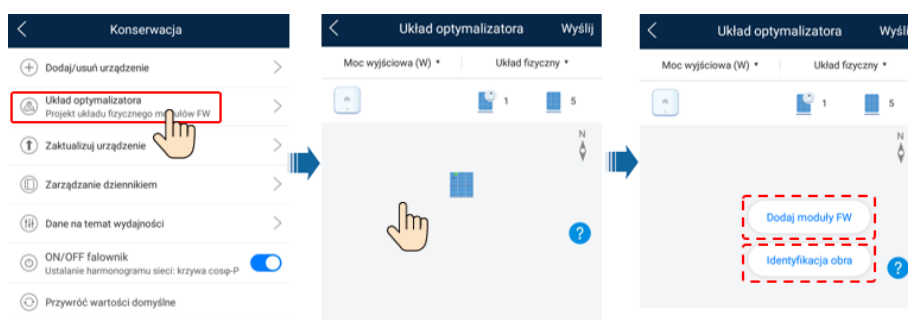 Konserwacja
Dodaj/usuń urządzenie
Układ optymalizatora
Projekt układu fizycznego modułów FW
Zaktualizuj urządzenie
Zarządzanie dziennikiem
Dane na temat wydajności
ON/OFF falownik
Ustalanie harmonogramu sieci: krzywa cosφ-P
Przywróć wartości domyślne
Układ optymalizatora Wyślij
Moc wyjściowa (W) Układ fizyczny
1 5
N
?
Układ optymalizatora Wyśli
Moc wyjściowa (W) Układ fizyczny
1 5
N
Dodaj moduły FW
Identyfikacja obra
?